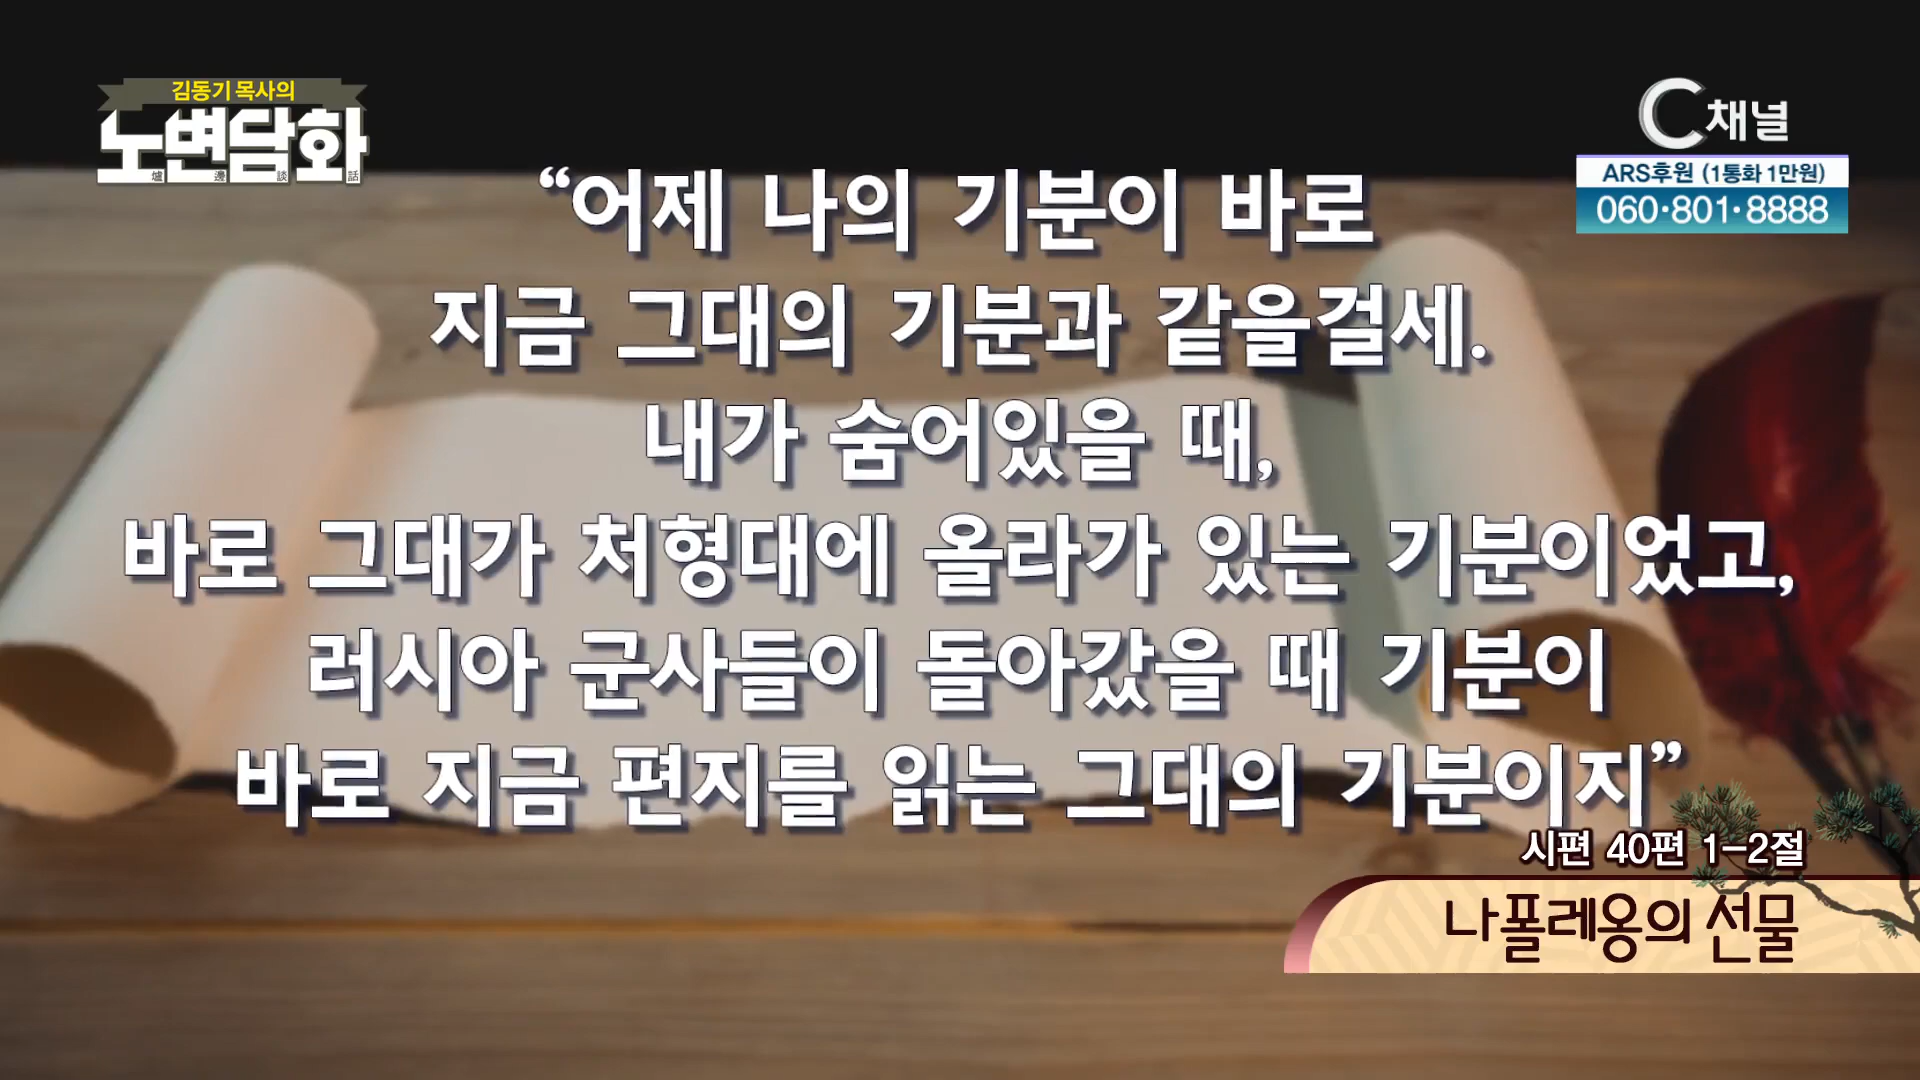 김동기 목사의
노변담화
爐邊談話
C채널
ARS후원 (1통화 1만원)
060·801·8888
“어제 나의 기분이 바로
지금 그대의 기분과 같을걸세.
내가 숨어있을 때,
바로 그대가 처형대에 올라가 있는 기분이었고,
러시아 군사들이 돌아갔을 때 기분이
바로 지금 편지를 읽는 그대의 기분이지”
시편 40편 1-2절
나폴레옹의 선물